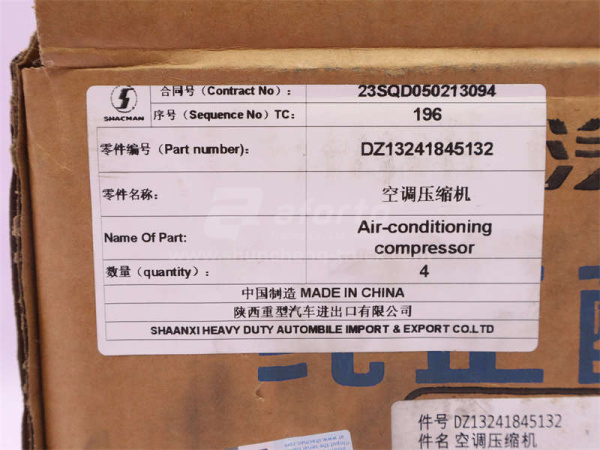 合同号(Contract No)： 23SQD050213094
SHACMAN
序号(Sequence No) TC: 196
零件编号(Part number)： DZ13241845132
零件名称： 空调压缩机
Name Of Part: Air-conditioning compressor
数量(quantity)： 4
中国制造 MADE IN CHINA
陕西重型汽车进出口有限公司
SHAANXI HEAVY DUTY AUTOMBILE IMPORT & EXPORT CO.LTD
纯正配
件号 DZ13241845132
件名 空调压缩机